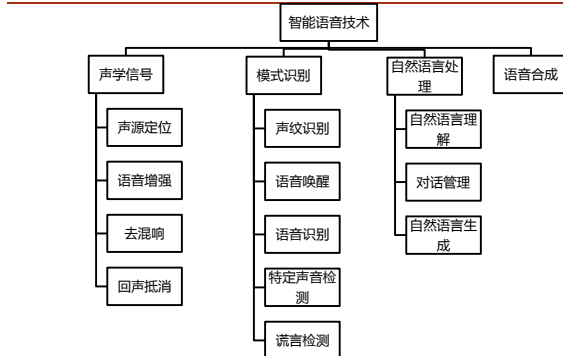 智能语音技术
声学信号
模式识别
自然语言处
理
语音合成
声源定位
语音增强
去混响
回声抵消
声纹识别
语音唤醒
语音识别
特定声音检
测
谎言检测
自然语言理
解
对话管理
自然语言生
成